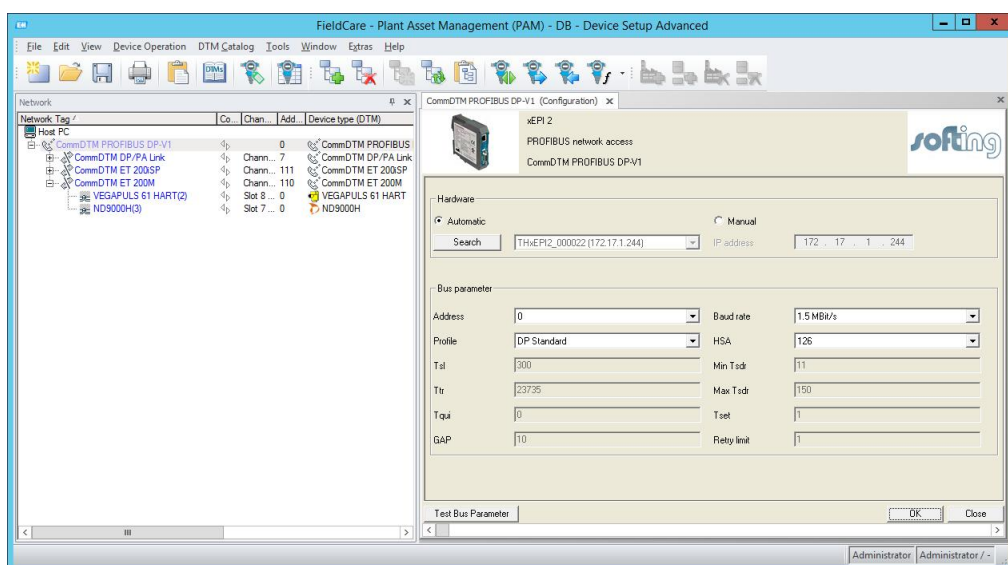 FieldCare - Plant Asset Management (PAM) - DB - Device Setup Advanced
File Edit View Device Operation DTM Catalog Tools Window Extras Help
DTMs
Network
CommDTM PROFIBUS DP-V1 (Configuration)
Network Tag Co... Chan... Add... Device type (DTM)
Host PC
CommDTM PROFIBUS DP-V1 0 CommDTM PROFIBUS
CommDTM DP/PA Link Chann... 7 CommDTM DP/PA Link
CommDTM ET 200iSP Chann... 111 CommDTM ET 200iSP
CommDTM ET 200M Chann... 110 CommDTM ET 200M
VEGAPULS 61 HART(2) Slot 8 ... 0 VEGAPULS 61 HART
ND9000H(3) Slot 7 ... 0 ND9000H
xEPI 2
PROFIBUS network access
CommDTM PROFIBUS DP-V1
softing
Hardware
Automatic Manual
Search THxEPI2_000022 (172.17.1.244) IP address 172 . 17 . 1 . 244
Bus parameter
Address 0 Baud rate 1.5 MBit/s
Profile DP Standard HSA 126
Tsl 300 Min Tsdr 11
Ttr 23735 Max Tsdr 150
Tqui 0 Tset 1
GAP 10 Retry limit 1
Test Bus Parameter OK Close
Administrator Administrator / -